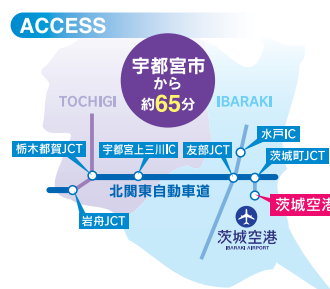 ACCESS
宇都宮市
から
約65分
TOCHIGI
IBARAKI
水戸IC
栃木都賀JCT
宇都宮上三川IC
友部JCT
茨城町JCT
北関東自動車道
茨城空港
岩舟JCT
茨城空港
IBARAKI AIRPORT